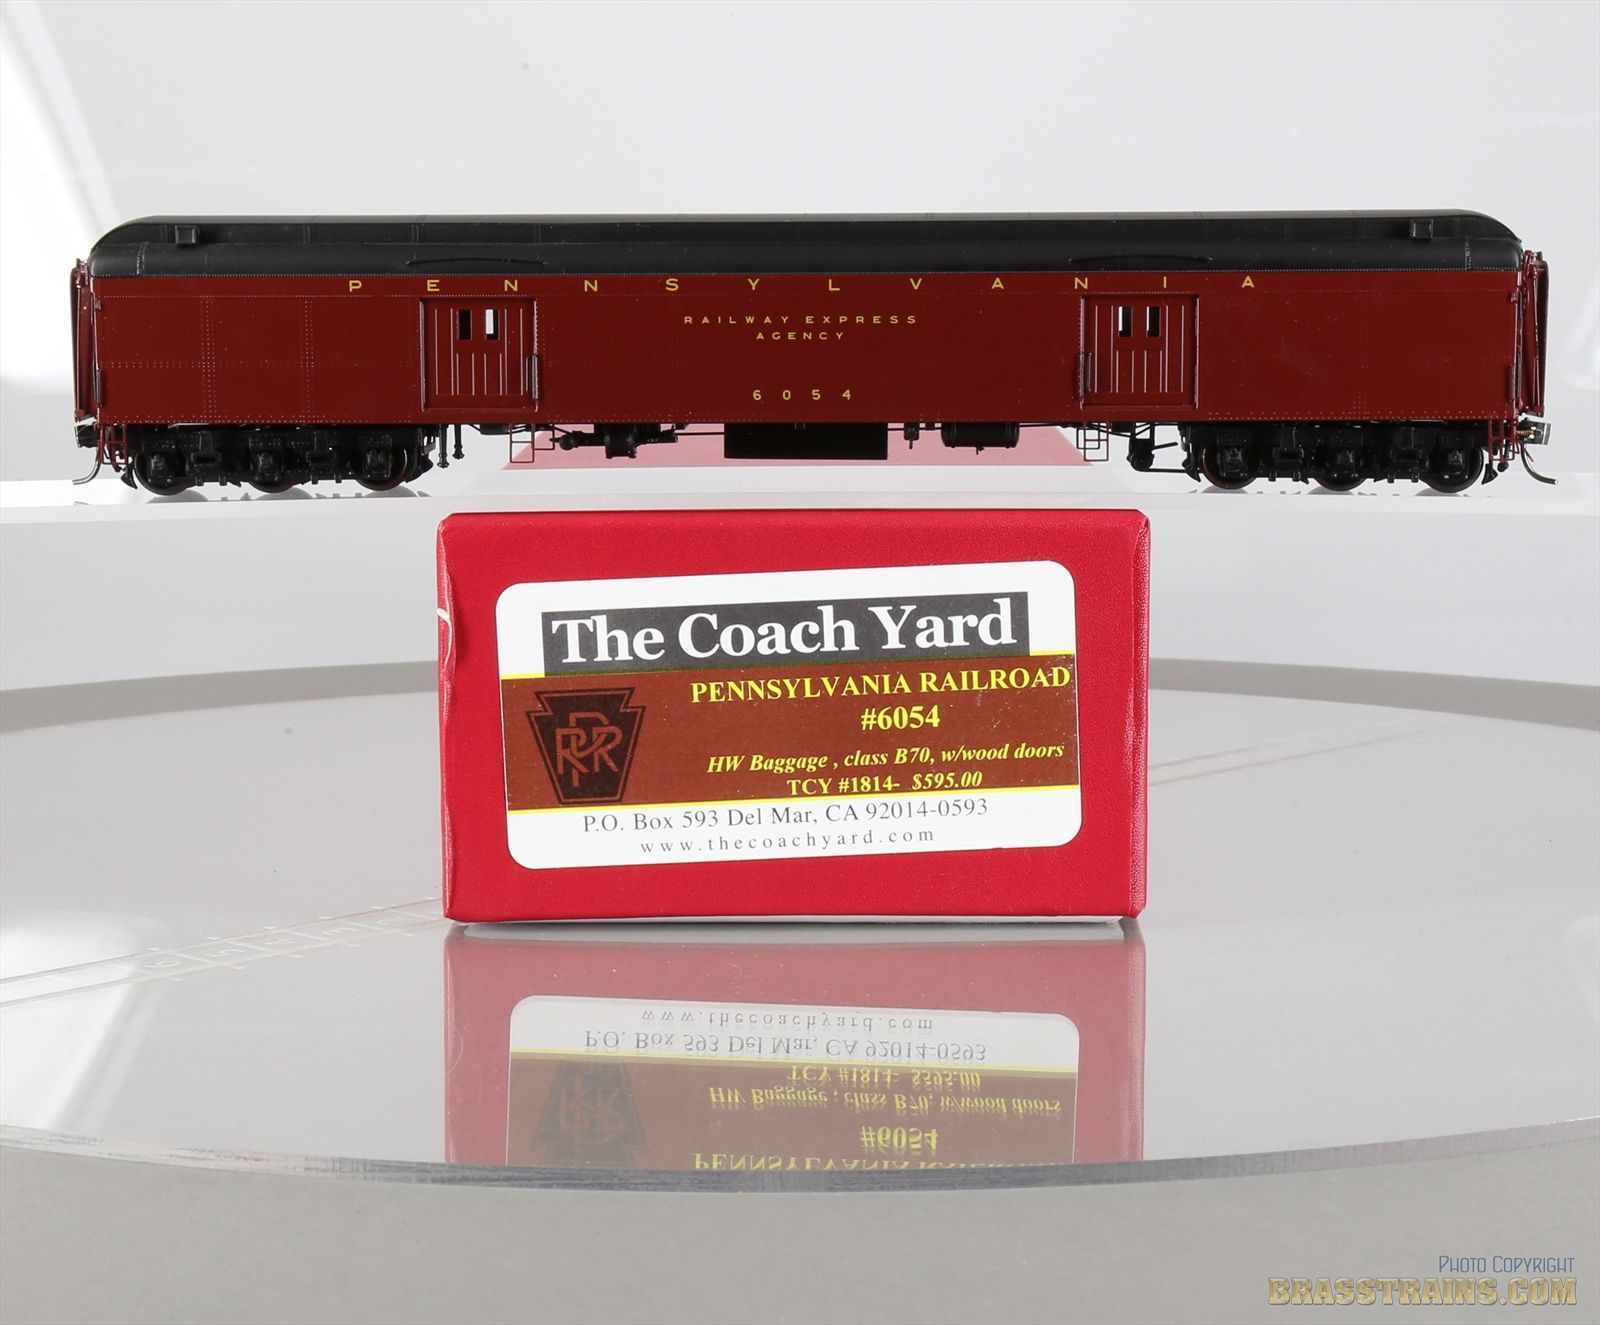 PENNSYLVANIA
RAILWAY EXPRESS
AGENCY
6054
The Coach Yard
PRR
PENNSYLVANIA RAILROAD
#6054
HW Baggage , class B70, w/wood doors
TCY #1814- $595.00
P.O. Box 593 Del Mar, CA 92014-0593
www.thecoachyard.com
PHOTO COPYRIGHT
BRASSTRAINS.COM